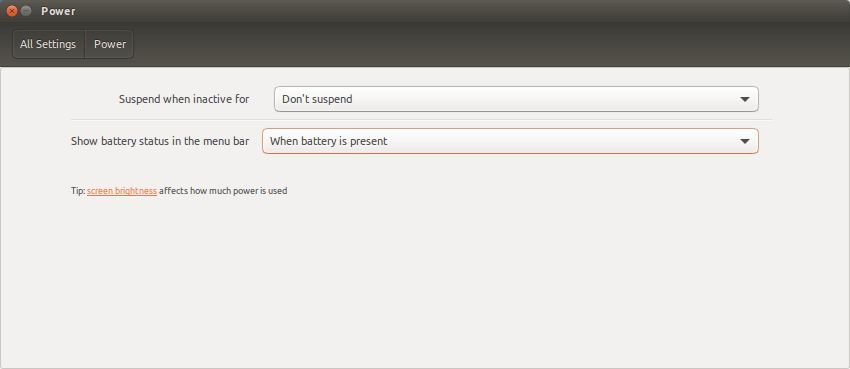 Power
All Settings Power
Suspend when inactive for Don't suspend
Show battery status in the menu bar When battery is present
Tip: screen brightness affects how much power is used